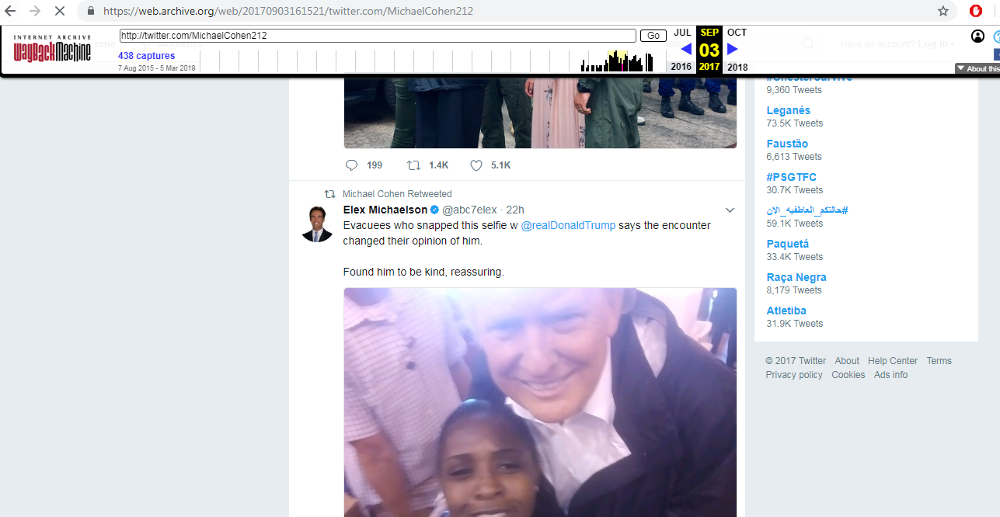 https://web.archive.org/web/20170903161521/twitter.com/MichaelCohen212
INTERNET ARCHIVE
WayBackMachine
http://twitter.com/MichaelCohen212
Go
JUL
SEP
OCT
438 captures
03
7 Aug 2015 - 5 Mar 2019
2016
2017
2018
Moments
Have an account? Log in
About this
#ChesterSurvive
9,360 Tweets
Leganés
73.5K Tweets
Faustão
6,613 Tweets
#PSGTFC
30.7K Tweets
#حالتكم_العاطفيه_الان
59.1K Tweets
Paquetá
33.4K Tweets
Raça Negra
8,179 Tweets
Atletiba
31.9K Tweets
© 2017 Twitter About Help Center Terms
Privacy policy Cookies Ads info
199 1.4K 5.1K
Michael Cohen Retweeted
Elex Michaelson @abc7elex · 22h
Evacuees who snapped this selfie w @realDonaldTrump says the encounter
changed their opinion of him.
Found him to be kind, reassuring.